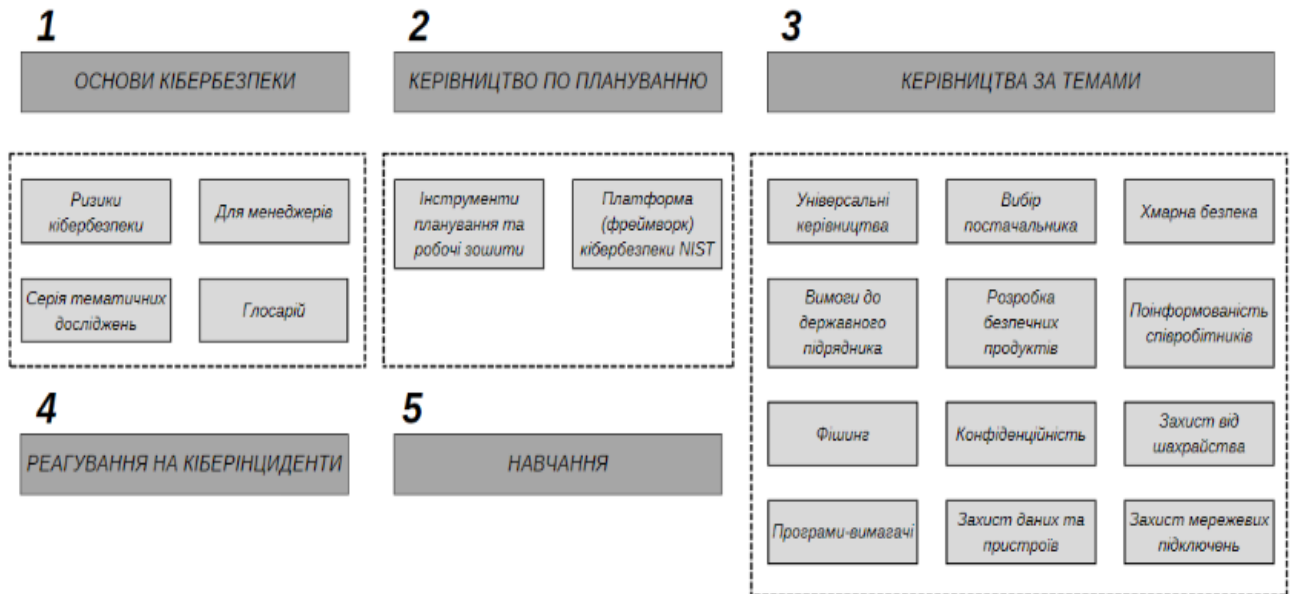 1
ОСНОВИ КІБЕРБЕЗПЕКИ
Ризики
кібербезпеки
Для менеджерів
Серія тематичних
досліджень
Глосарій
2
КЕРІВНИЦТВО ПО ПЛАНУВАННЮ
Інструменти
планування та
робочі зошити
Платформа
(фреймворк)
кібербезпеки NIST
3
КЕРІВНИЦТВА ЗА ТЕМАМИ
Універсальні
керівництва
Вибір
постачальника
Хмарна безпека
Вимоги до
державного
підрядника
Розробка
безпечних
продуктів
Поінформованість
співробітників
Фішинг
Конфіденційність
Захист від
шахрайства
Програми-вимагачі
Захист даних та
пристроїв
Захист мережевих
підключень
4
РЕАГУВАННЯ НА КІБЕРІНЦИДЕНТИ
5
НАВЧАННЯ